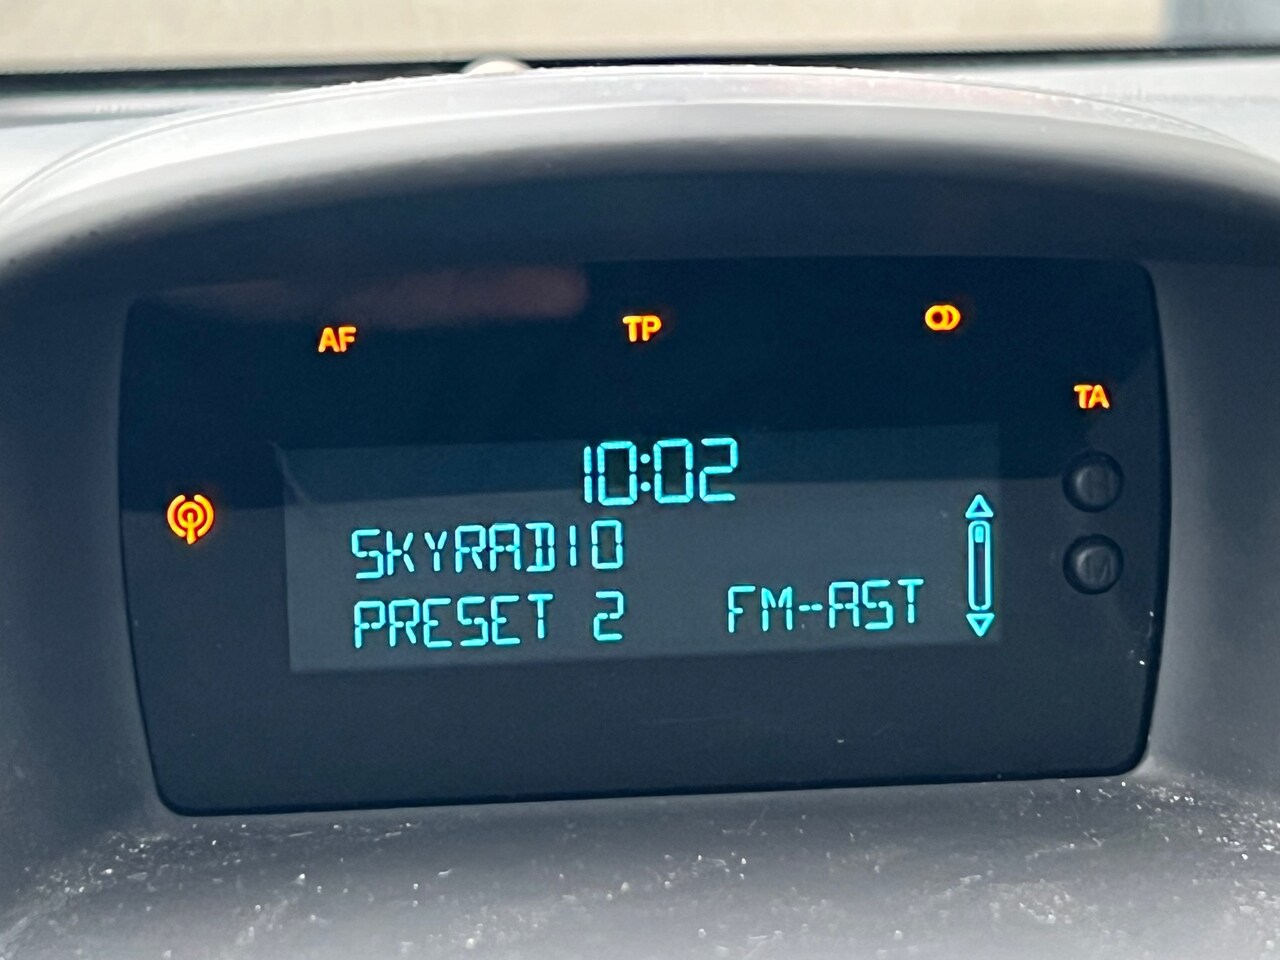 AF TP
TA
10:02
SKYRADIO
PRESET 2 FM-AST
H
M